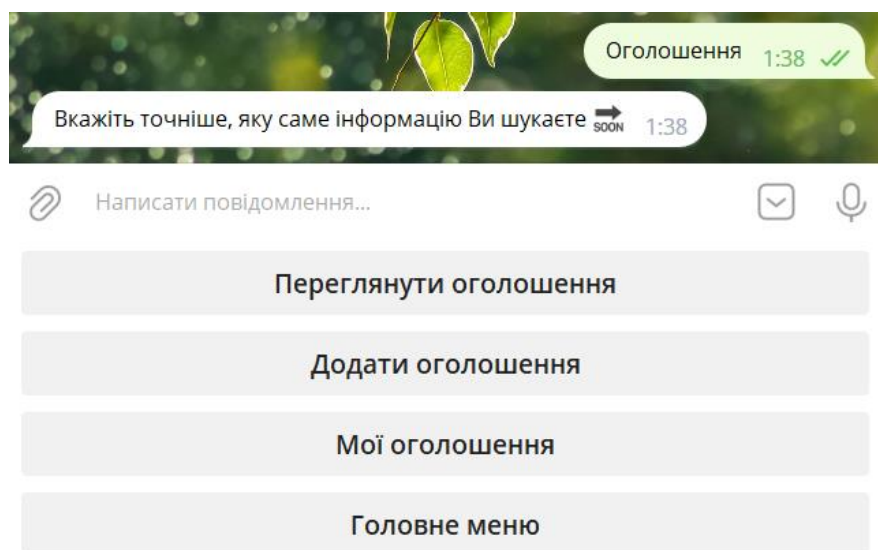 Оголошення 1:38
Вкажіть точніше, яку саме інформацію Ви шукаєте SOON 1:38
Написати повідомлення...
Переглянути оголошення
Додати оголошення
Мої оголошення
Головне меню